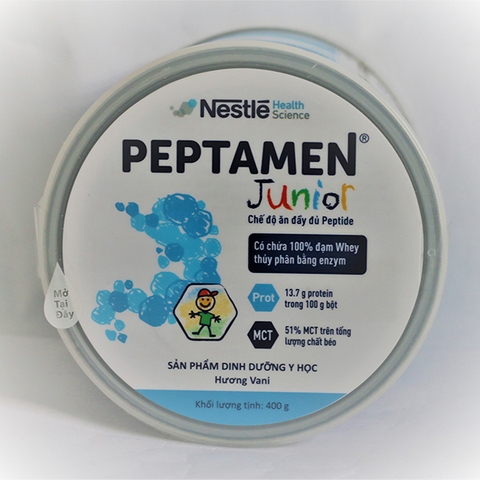 Nestlé Health
Science
PEPTAMEN®
Junior
Chế độ ăn đầy đủ Peptide
Có chứa 100% đạm Whey
thủy phân bằng enzym
Prot
13.7 g protein
trong 100 g bột
MCT
51% MCT trên tổng
lượng chất béo
Mở
Tại
Đây
SẢN PHẨM DINH DƯỠNG Y HỌC
Hương Vani
Khối lượng tịnh: 400 g